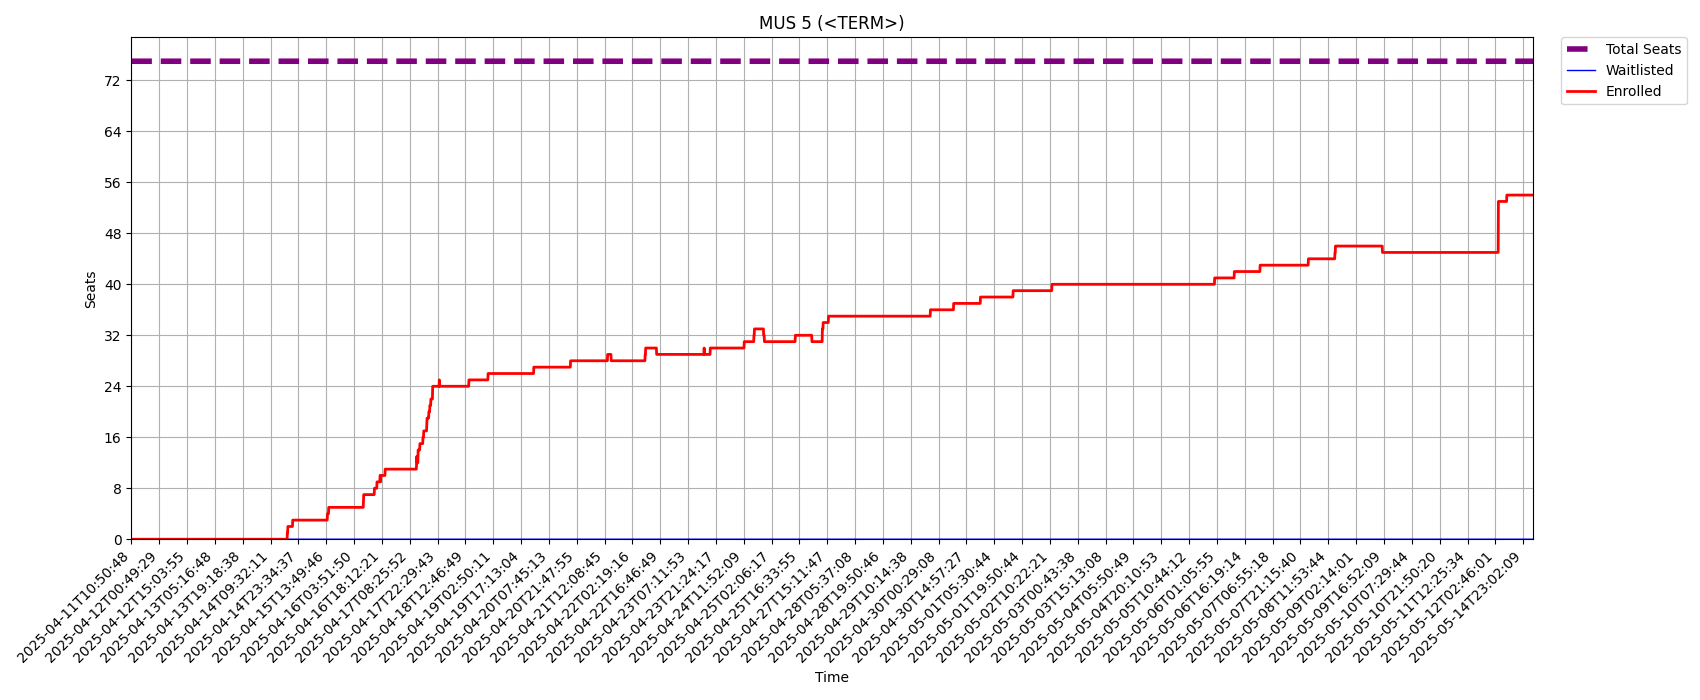 MUS 5 (<TERM>)
Total Seats
Waitlisted
Enrolled
Seats
72
64
56
48
40
32
24
16
8
0
2025-04-11T10:50:48
2025-04-12T00:49:29
2025-04-12T15:03:55
2025-04-13T05:16:48
2025-04-13T19:18:38
2025-04-14T09:32:11
2025-04-14T23:34:37
2025-04-15T13:49:46
2025-04-16T03:51:50
2025-04-16T18:12:21
2025-04-17T08:25:52
2025-04-17T22:29:43
2025-04-18T12:46:49
2025-04-19T02:50:11
2025-04-19T17:13:04
2025-04-20T07:45:13
2025-04-20T21:47:55
2025-04-21T12:08:45
2025-04-22T02:19:16
2025-04-22T16:46:49
2025-04-23T07:11:53
2025-04-23T21:24:17
2025-04-24T11:52:09
2025-04-25T02:06:17
2025-04-25T16:33:55
2025-04-27T15:11:47
2025-04-28T05:37:08
2025-04-28T19:50:46
2025-04-29T10:14:38
2025-04-30T00:29:08
2025-04-30T14:57:27
2025-05-01T05:30:44
2025-05-01T19:50:44
2025-05-02T10:22:21
2025-05-03T00:43:38
2025-05-03T15:13:08
2025-05-04T05:50:49
2025-05-04T20:10:53
2025-05-05T10:44:12
2025-05-06T01:05:55
2025-05-06T16:19:14
2025-05-07T06:55:18
2025-05-07T21:15:40
2025-05-08T11:53:44
2025-05-09T02:14:01
2025-05-09T16:52:09
2025-05-10T07:29:44
2025-05-10T21:50:20
2025-05-11T12:25:34
2025-05-12T02:46:01
2025-05-14T23:02:09
Time